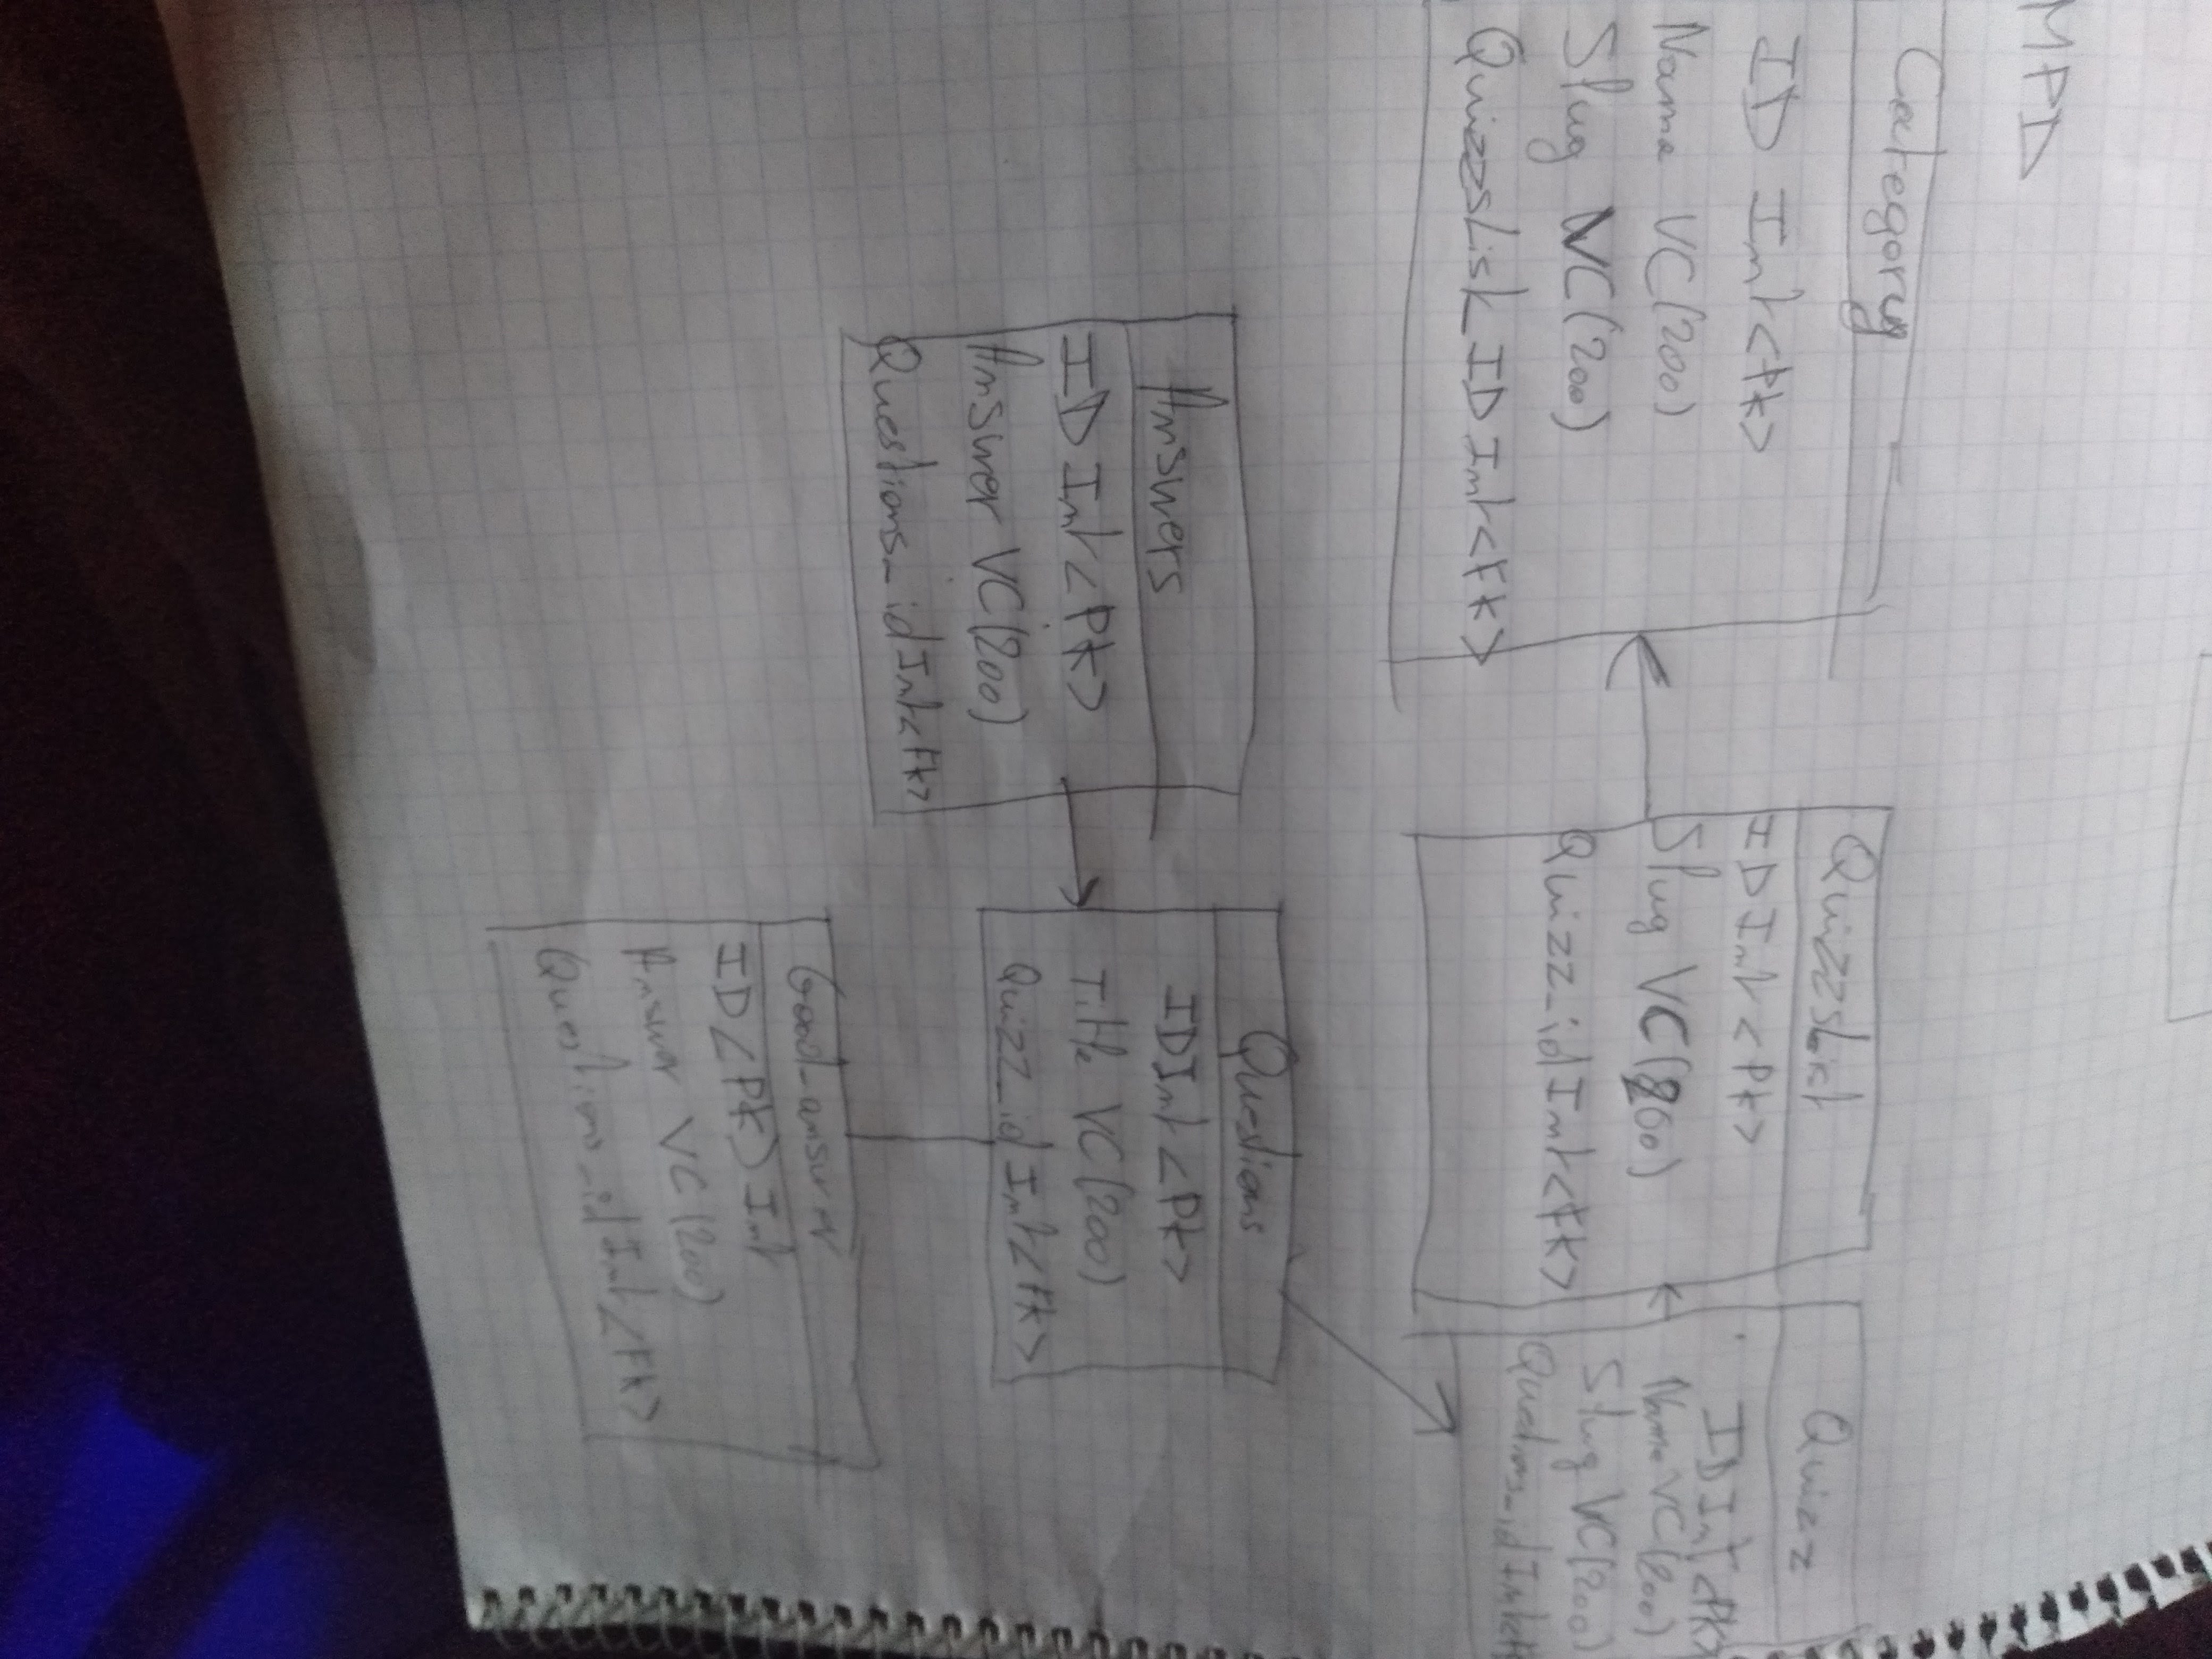 MPD
Category
ID Int <Pk>
Name VC(200)
Slug VC(200)
QuizzsList_ID Int <Fk>
QuizzsList
ID Int <Pk>
Slug VC(200)
Quizz_id Int <Fk>
Quizz
ID Int <Pk>
Name VC(200)
Slug VC(200)
Questions_id Int <Fk
Answers
ID Int <Pk>
Answer VC(200)
Questions_id Int <Fk>
Questions
ID Int <Pk>
Title VC(200)
Quizz_id Int <Fk>
Good_answer
ID <Pk> Int
Answer VC(200)
Questions_id Int <Fk>